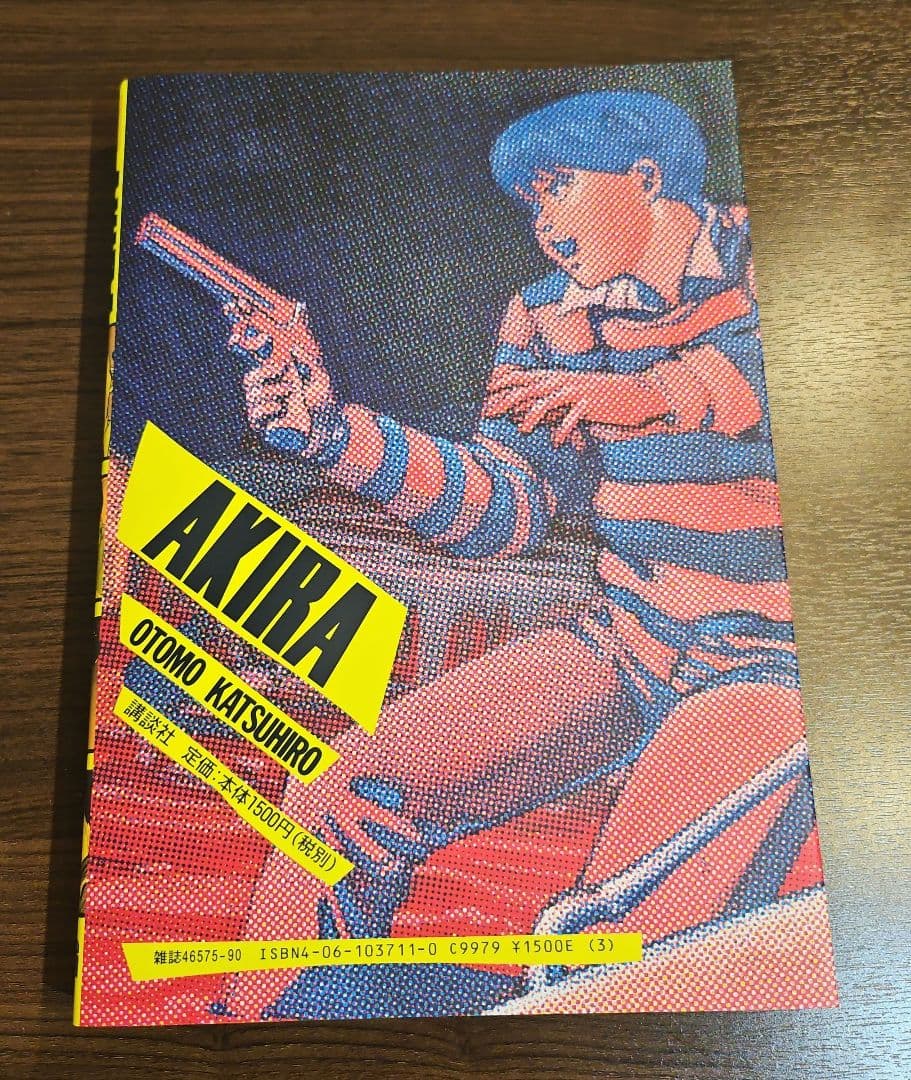 AKIRA
OTOMO KATSUHIRO
講談社 定価:本体1500円(税別)
雑誌46575-90 ISBN4-06-103711-0 C9979 ¥1500E (3)